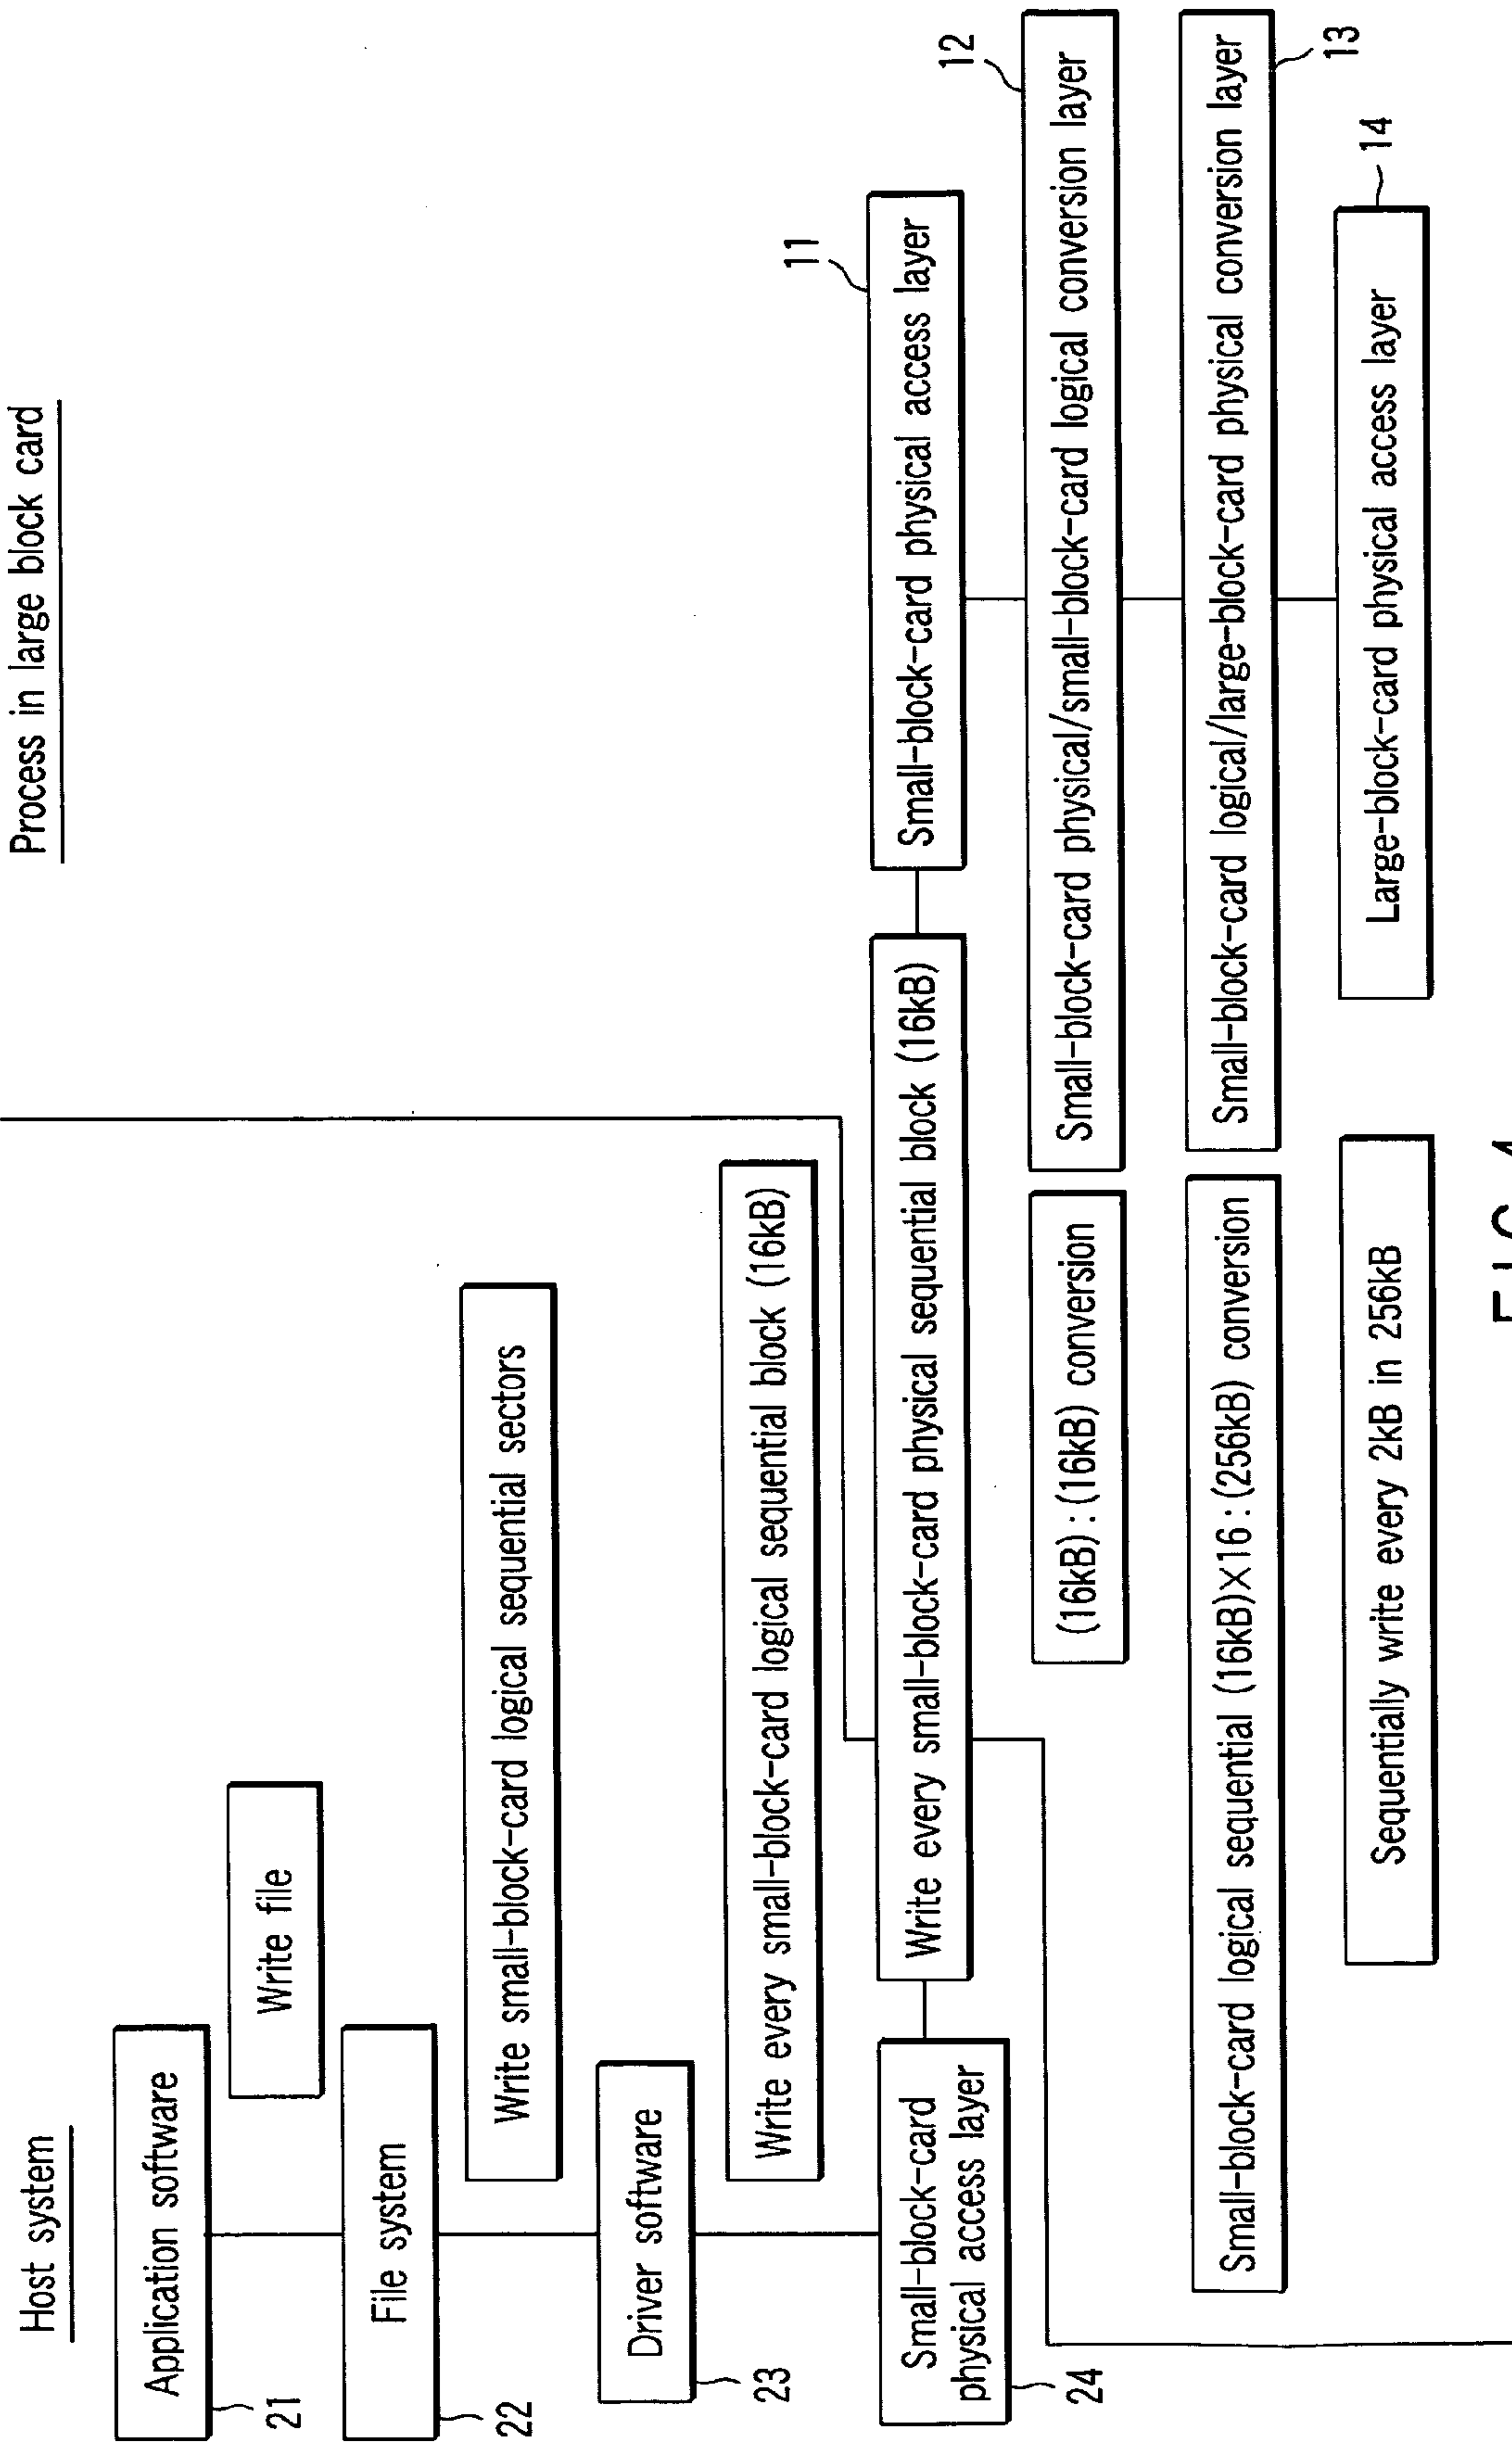 Host system
Process in large block card
Application software
21
Write file
File system
22
Write small-block-card logical sequential sectors
Driver software
23
Write every small-block-card logical sequential block (16kB)
Small-block-card
physical access layer
24
Write every small-block-card physical sequential block (16kB)
Small-block-card physical access layer
11
(16kB):(16kB) conversion
Small-block-card physical/small-block-card logical conversion layer
12
Small-block-card logical sequential (16kB)×16:(256kB) conversion
Small-block-card logical/large-block-card physical conversion layer
13
Sequentially write every 2kB in 256kB
Large-block-card physical access layer
14